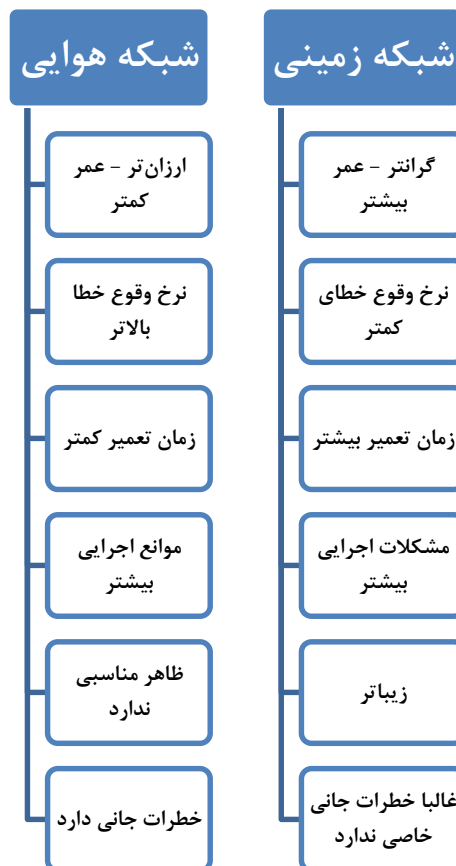 شبکه زمینی
گرانتر - عمر
بیشتر
نرخ وقوع خطای
کمتر
زمان تعمیر بیشتر
مشکلات اجرایی
بیشتر
زیباتر
غالبا خطرات جانی
خاصی ندارد
شبکه هوایی
ارزان‌تر - عمر
کمتر
نرخ وقوع خطا
بالاتر
زمان تعمیر کمتر
موانع اجرایی
بیشتر
ظاهر مناسبی
ندارد
خطرات جانی دارد